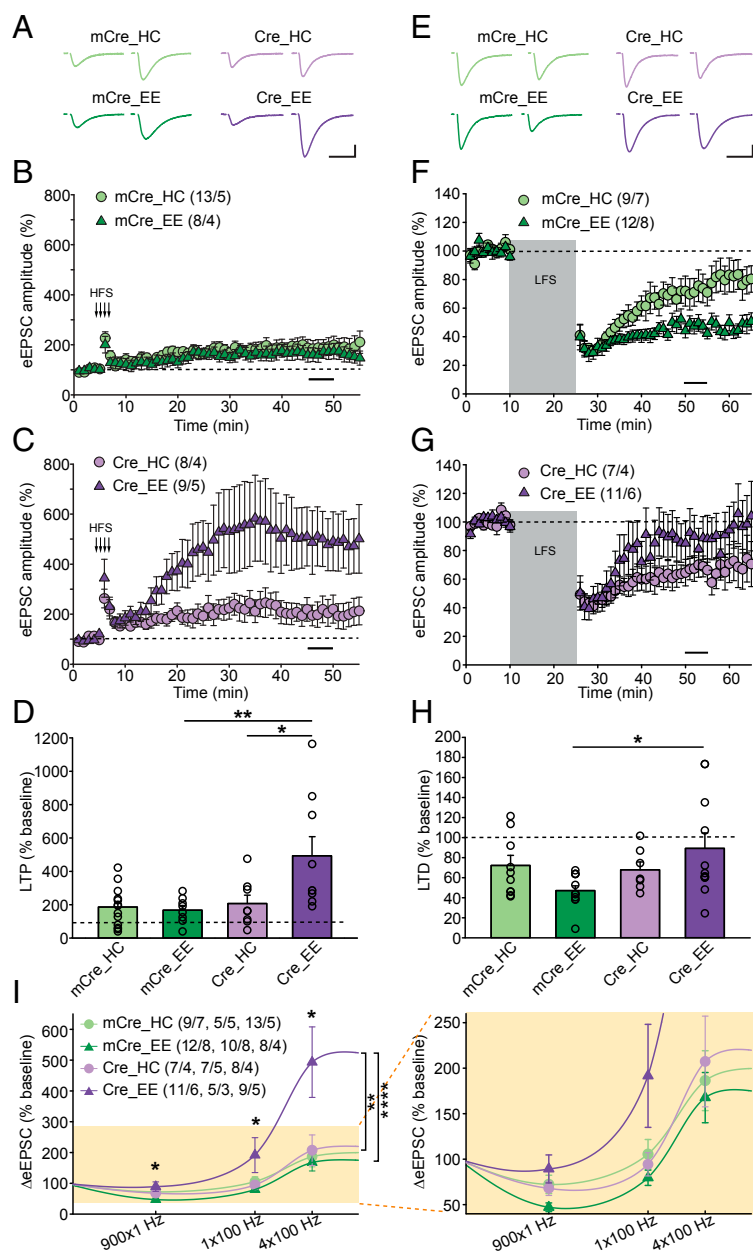 A
mCre_HC
Cre_HC
mCre_EE
Cre_EE
E
mCre_HC
Cre_HC
mCre_EE
Cre_EE
B
800
600
400
200
0
eEPSC amplitude (%)
mCre_HC (13/5)
mCre_EE (8/4)
HFS
0 10 20 30 40 50
Time (min)
F
140
120
100
80
60
40
20
0
eEPSC amplitude (%)
mCre_HC (9/7)
mCre_EE (12/8)
LFS
0 10 20 30 40 50 60
Time (min)
C
800
600
400
200
0
eEPSC amplitude (%)
Cre_HC (8/4)
Cre_EE (9/5)
HFS
0 10 20 30 40 50
Time (min)
G
140
120
100
80
60
40
20
0
eEPSC amplitude (%)
Cre_HC (7/4)
Cre_EE (11/6)
LFS
0 10 20 30 40 50 60
Time (min)
D
1200
1000
800
600
400
200
0
LTP (% baseline)
**
*
mCre_HC
mCre_EE
Cre_HC
Cre_EE
H
200
180
160
140
120
100
80
60
40
20
0
LTD (% baseline)
*
mCre_HC
mCre_EE
Cre_HC
Cre_EE
I
600
500
400
300
200
100
0
ΔeEPSC (% baseline)
mCre_HC (9/7, 5/5, 13/5)
mCre_EE (12/8, 10/8, 8/4)
Cre_HC (7/4, 7/5, 8/4)
Cre_EE (11/6, 5/3, 9/5)
*
*
*
**
****
900x1 Hz
1x100 Hz
4x100 Hz
250
200
150
100
50
ΔeEPSC (% baseline)
900x1 Hz
1x100 Hz
4x100 Hz